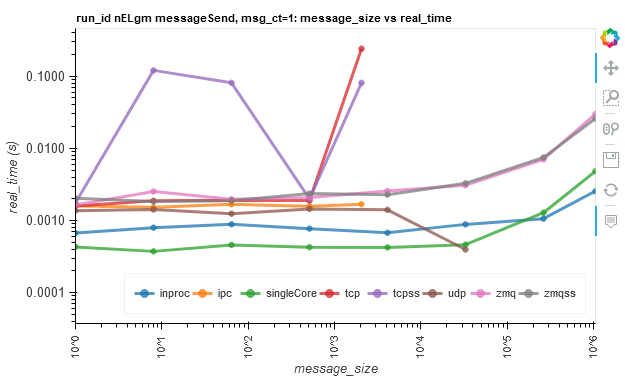 run_id nELgm messageSend, msg_ct=1: message_size vs real_time
real_time (s)
0.1000
0.0100
0.0010
0.0001
inproc ipc singleCore tcp tcpss udp zmq zmqss
10^0 10^1 10^2 10^3 10^4 10^5 10^6
message_size